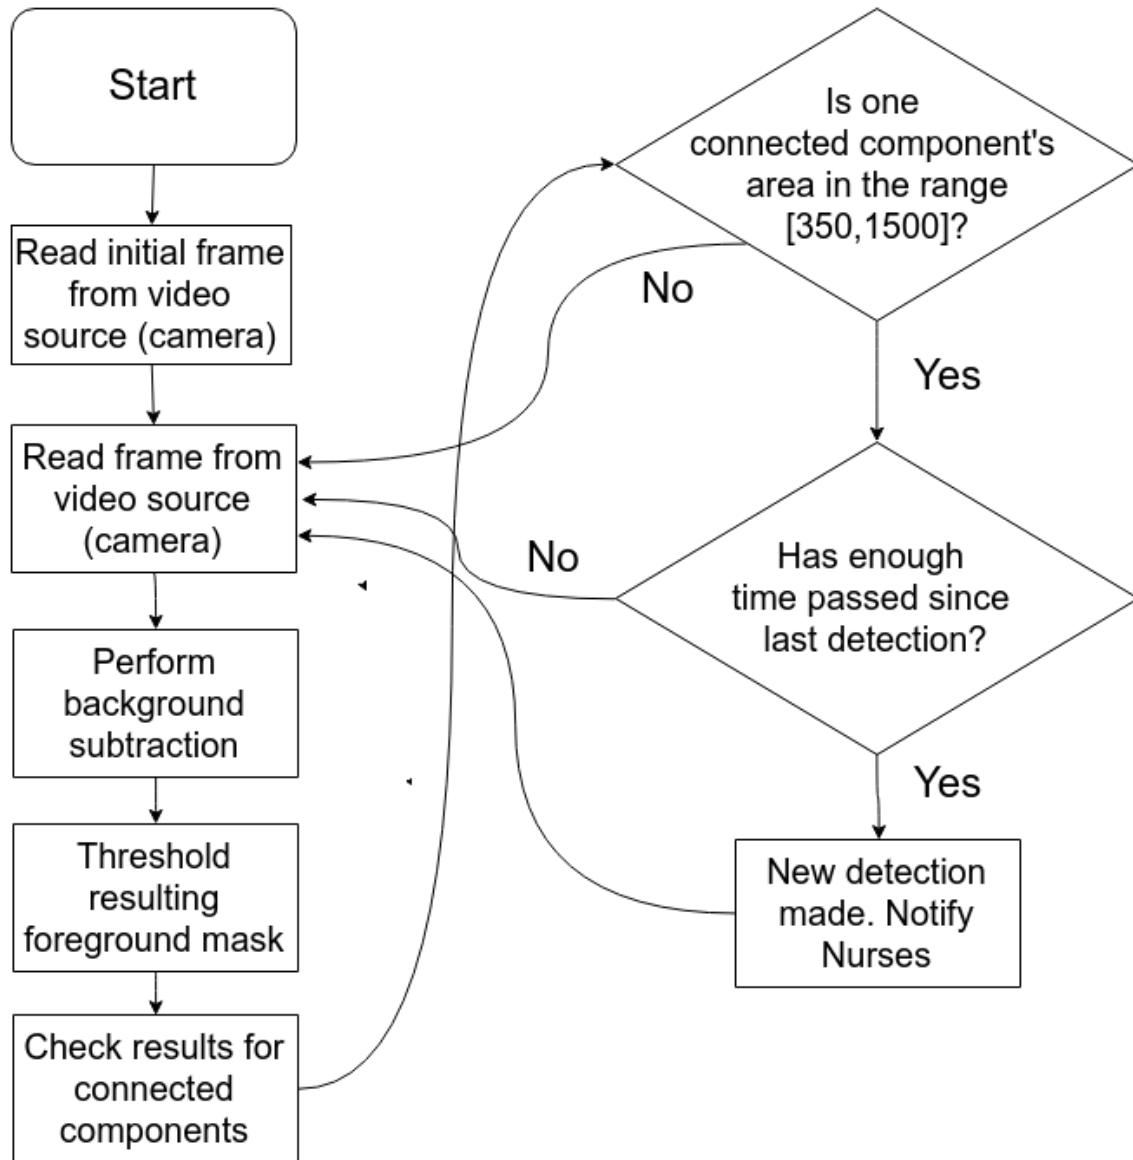 Start
Read initial frame
from video
source (camera)
Read frame from
video source
(camera)
Perform
background
subtraction
Threshold
resulting
foreground mask
Check results for
connected
components
Is one
connected component's
area in the range
[350,1500]?
No
Yes
Has enough
time passed since
last detection?
No
Yes
New detection
made. Notify
Nurses